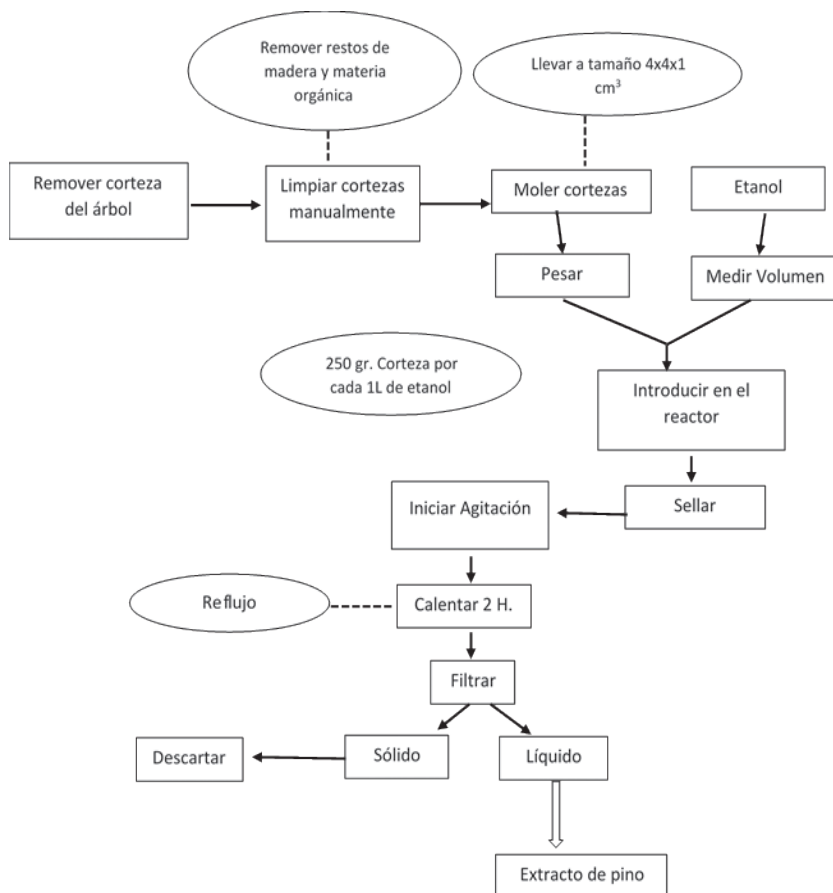 Remover restos de
madera y materia
orgánica
Llevar a tamaño 4x4x1
cm³
Remover corteza
del árbol
Limpiar cortezas
manualmente
Moler cortezas
Etanol
Pesar
Medir Volumen
250 gr. Corteza por
cada 1L de etanol
Introducir en el
reactor
Iniciar Agitación
Sellar
Reflujo
Calentar 2 H.
Filtrar
Descartar
Sólido
Líquido
Extracto de pino